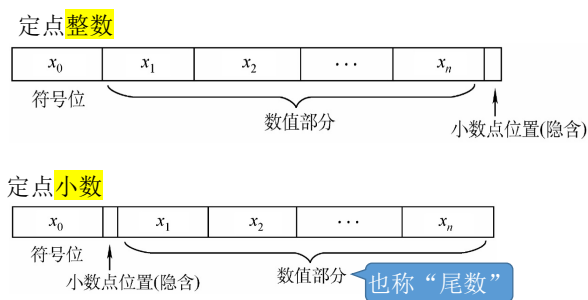 定点整数
x₀ x₁ x₂ ··· xₙ
符号位
数值部分
小数点位置(隐含)
定点小数
x₀ x₁ x₂ ··· xₙ
符号位
小数点位置(隐含)
数值部分
也称“尾数”